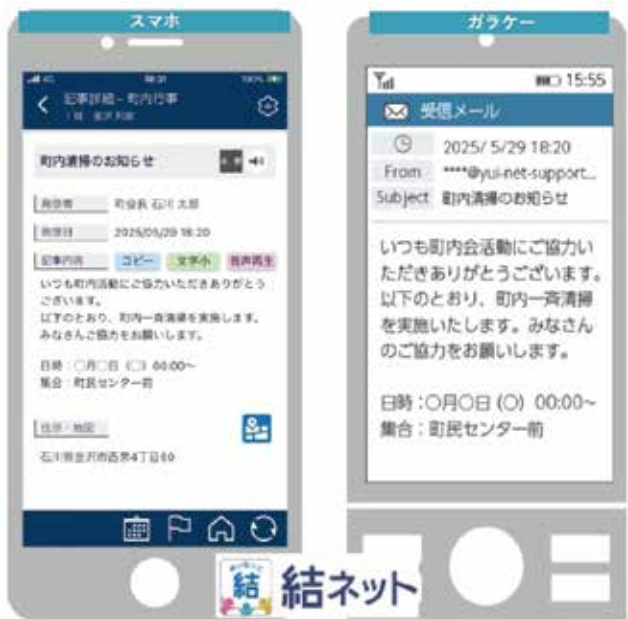 スマホ
100%
記事詳細 - 町内行事
町内清掃のお知らせ
発信者 町会長 石川 太郎
発信日 2025/05/29 18:20
記事内容 コピー 文字小 音声再生
いつも町内活動にご協力いただきありがとう
ございます。
以下のとおり、町内一斉清掃を実施します。
みなさんご協力をお願いします。
日時：○月○日（○）00:00～
集合：町民センター前
住所・地図
石川県金沢市西泉4丁目60
ガラケー
15:55
受信メール
2025/ 5/29 18:20
From ****@yui-net-support...
Subject 町内清掃のお知らせ
いつも町内会活動にご協力い
ただきありがとうございます。
以下のとおり、町内一斉清掃
を実施いたします。みなさん
のご協力をお願いします。
日時：○月○日 (○) 00:00～
集合：町民センター前
結
結ネット